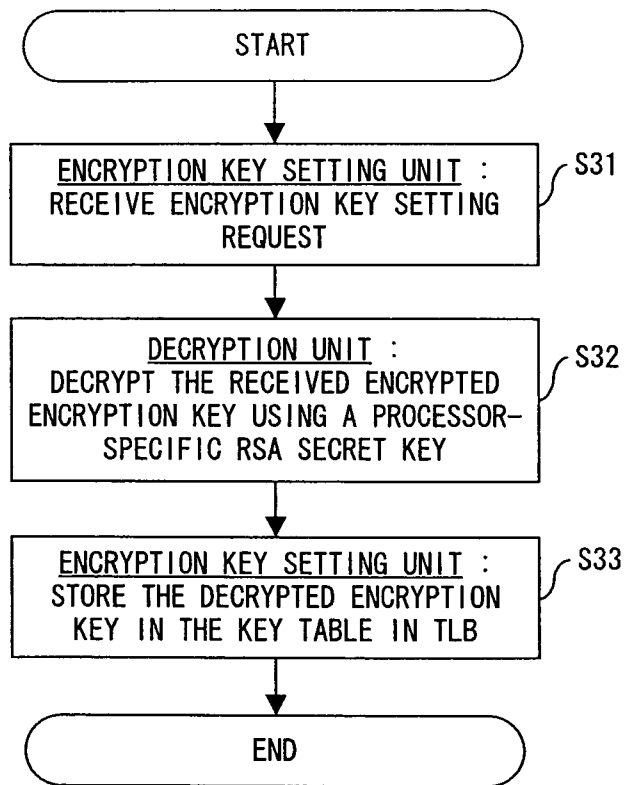 START
ENCRYPTION KEY SETTING UNIT :
RECEIVE ENCRYPTION KEY SETTING
REQUEST
S31
DECRYPTION UNIT :
DECRYPT THE RECEIVED ENCRYPTED
ENCRYPTION KEY USING A PROCESSOR-
SPECIFIC RSA SECRET KEY
S32
ENCRYPTION KEY SETTING UNIT :
STORE THE DECRYPTED ENCRYPTION
KEY IN THE KEY TABLE IN TLB
S33
END